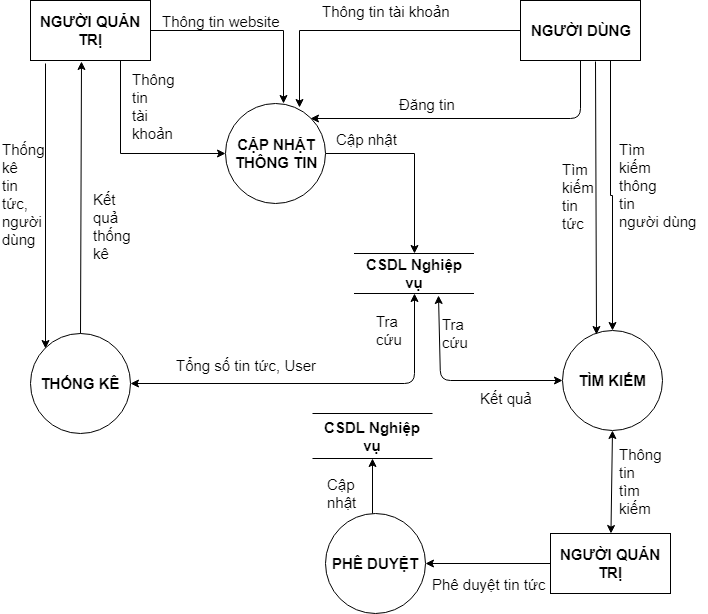 NGƯỜI QUẢN
TRỊ
Thông tin website
Thông tin tài khoản
NGƯỜI DÙNG
Thông
tin
tài
khoản
Đăng tin
CẬP NHẬT
THÔNG TIN
Cập nhật
Thống
kê
tin
tức,
người
dùng
Kết
quả
thống
kê
Tìm
kiếm
tin
tức
Tìm
kiếm
thông
tin
người dùng
CSDL Nghiệp
vụ
Tra
cứu
Tra
cứu
THỐNG KÊ
Tổng số tin tức, User
Kết quả
TÌM KIẾM
CSDL Nghiệp
vụ
Thông
tin
tìm
kiếm
Cập
nhật
PHÊ DUYỆT
Phê duyệt tin tức
NGƯỜI QUẢN
TRỊ